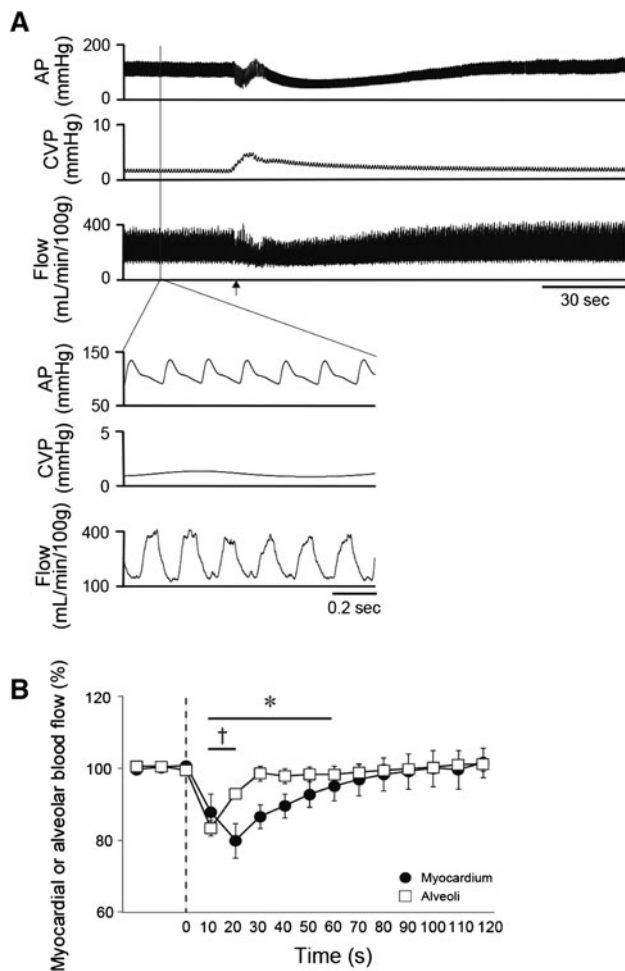 A
200
0
AP
(mmHg)
10
0
CVP
(mmHg)
400
0
Flow
(mL/min/100g)
30 sec
150
50
AP
(mmHg)
5
0
CVP
(mmHg)
400
100
Flow
(mL/min/100g)
0.2 sec
B
120
100
80
60
Myocardial or alveolar blood flow (%)
*
†
Myocardium
Alveoli
0 10 20 30 40 50 60 70 80 90 100 110 120
Time (s)